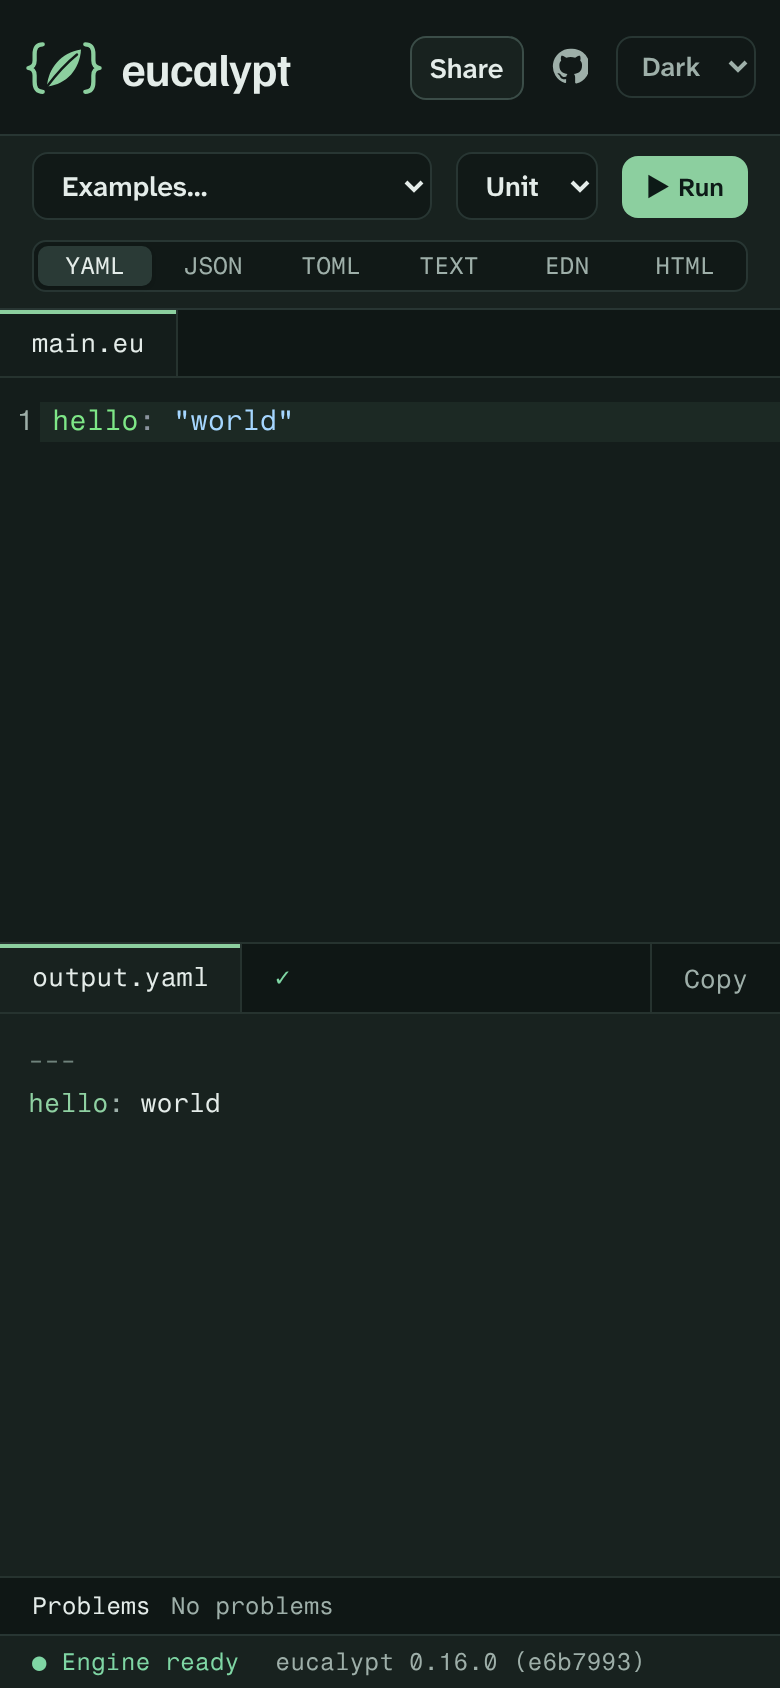 eucalypt Share Dark
Examples... Unit ▶ Run
YAML JSON TOML TEXT EDN HTML
main.eu
1 hello: "world"
output.yaml ✓ Copy
---
hello: world
Problems No problems
● Engine ready eucalypt 0.16.0 (e6b7993)